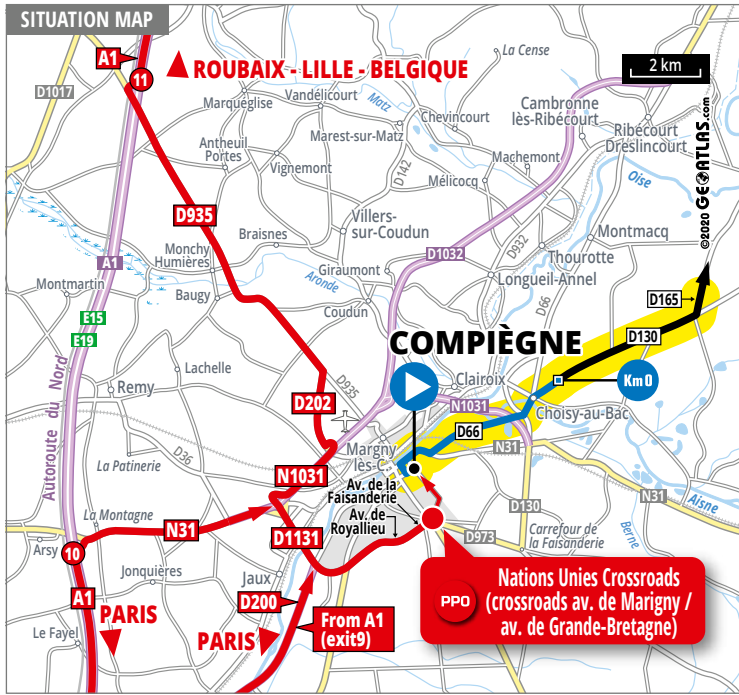 SITUATION MAP
A1
11
ROUBAIX - LILLE - BELGIQUE
2 km
La Cense
D1017
Marquéglise
Vandélicourt
Matz
Chevincourt
Cambronne
lès-Ribécourt
Ribécourt
Dreslincourt
©2020 GEOATLAS.com
Marest-sur-Matz
Antheuil
Portes
Vignemont
D142
Machemont
Mélicocq
Oise
D935
Villers-
sur-Coudun
Braisnes
Monchy
Humières
D1032
D932
Montmacq
Thourotte
Longueil-Annel
A1
Giraumont
Aronde
Montmartin
Baugy
Coudun
D66
D165
E15
E19
D130
COMPIÈGNE
Autoroute du Nord
Lachelle
Remy
D935
Clairoix
Km 0
D202
N1031
Choisy-au-Bac
D66
D36
Margny
lès-C.
N31
La Patinerie
N1031
Av. de la
Faisanderie
N31
Aisne
La Montagne
Av. de
Royallieu
D130
N31
D1131
D973
Carrefour de
la Faisanderie
Berne
Arsy
10
Jonquières
Jaux
A1
PARIS
D200
PPO
Nations Unies Crossroads
(crossroads av. de Marigny /
av. de Grande-Bretagne)
Le Fayel
PARIS
From A1
(exit9)